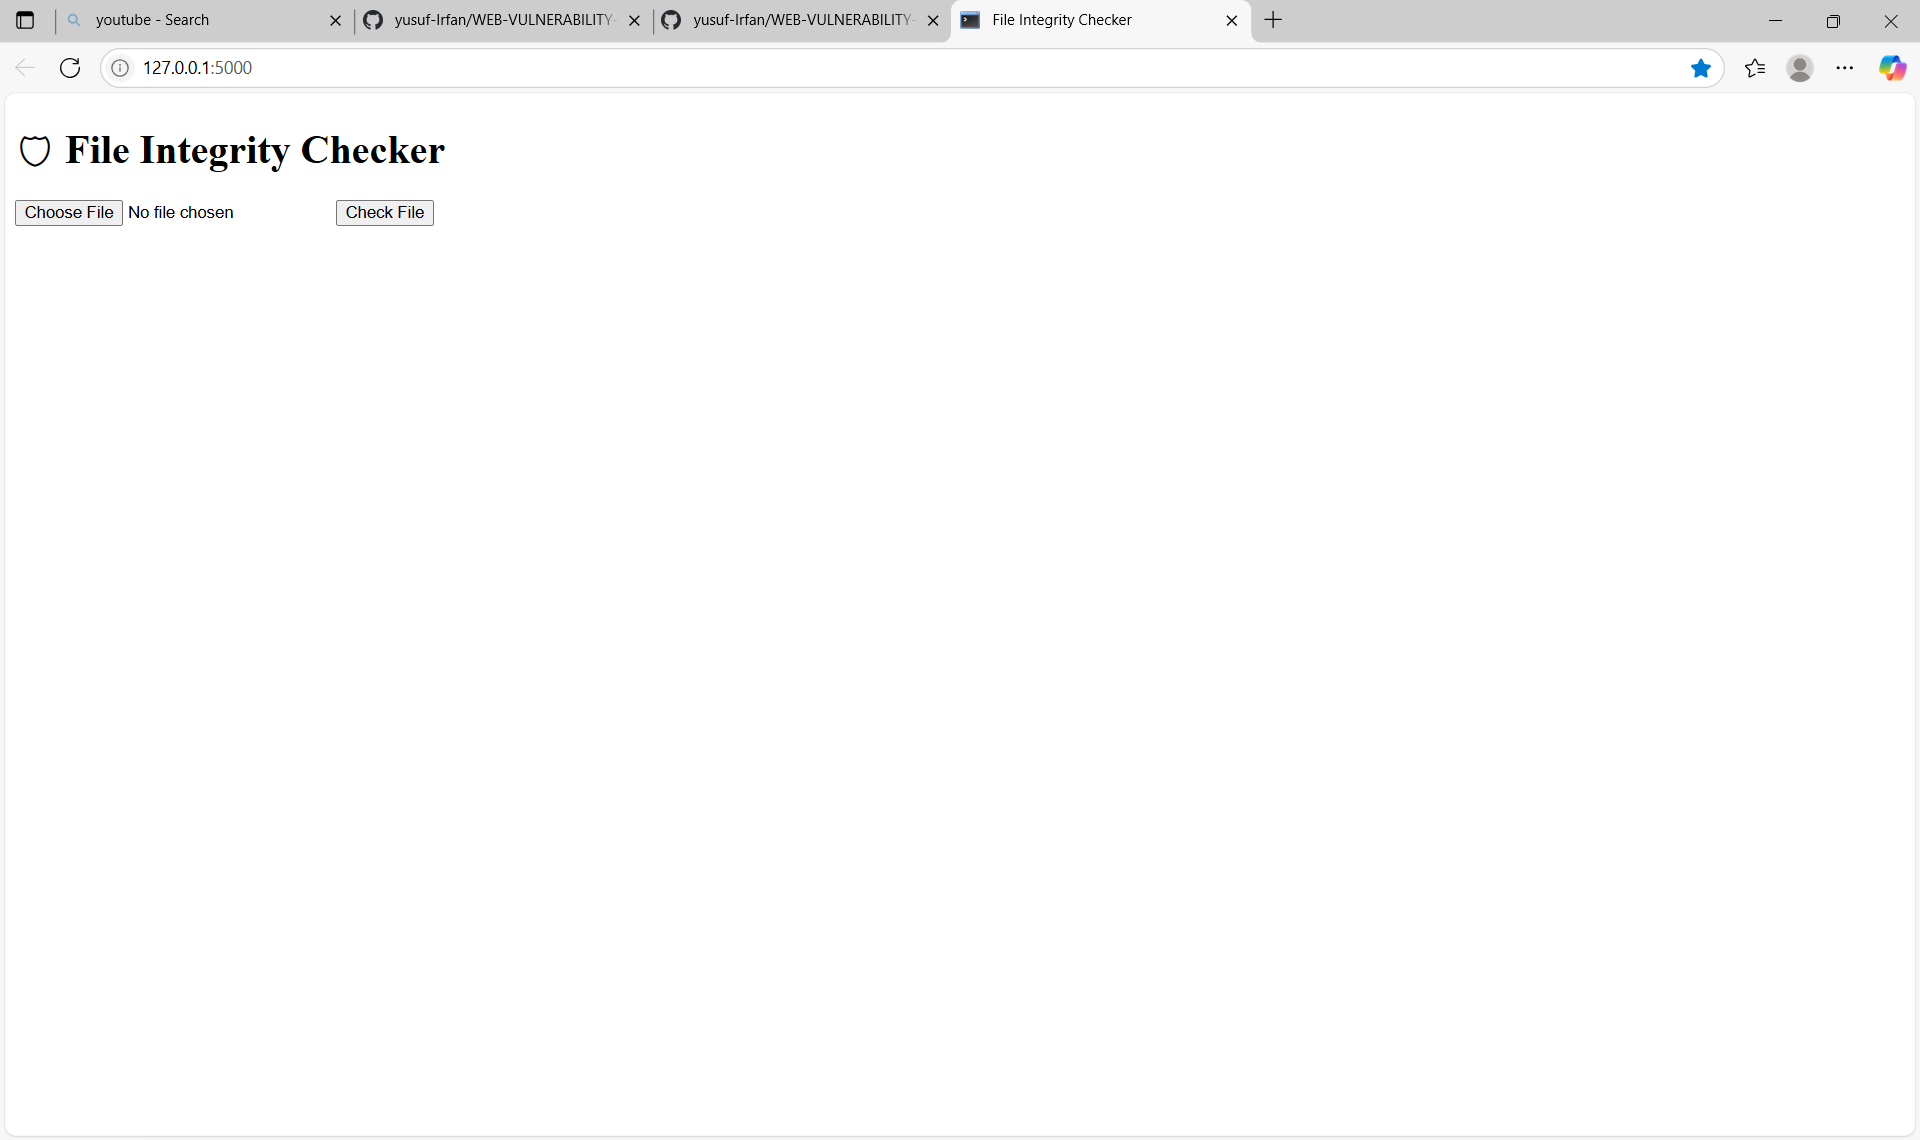 youtube - Search
yusuf-Irfan/WEB-VULNERABILITY-
yusuf-Irfan/WEB-VULNERABILITY-
File Integrity Checker
127.0.0.1:5000
File Integrity Checker
Choose File No file chosen Check File